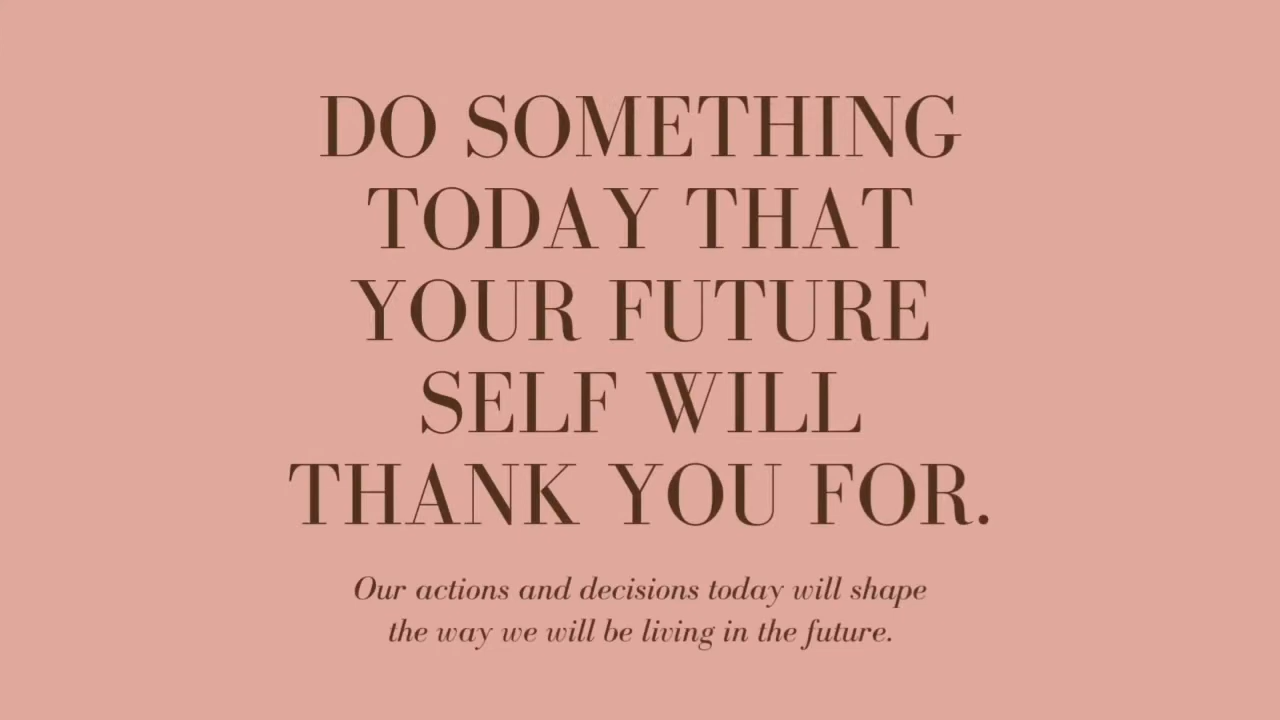 DO SOMETHING
TODAY THAT
YOUR FUTURE
SELF WILL
THANK YOU FOR.
Our actions and decisions today will shape
the way we will be living in the future.